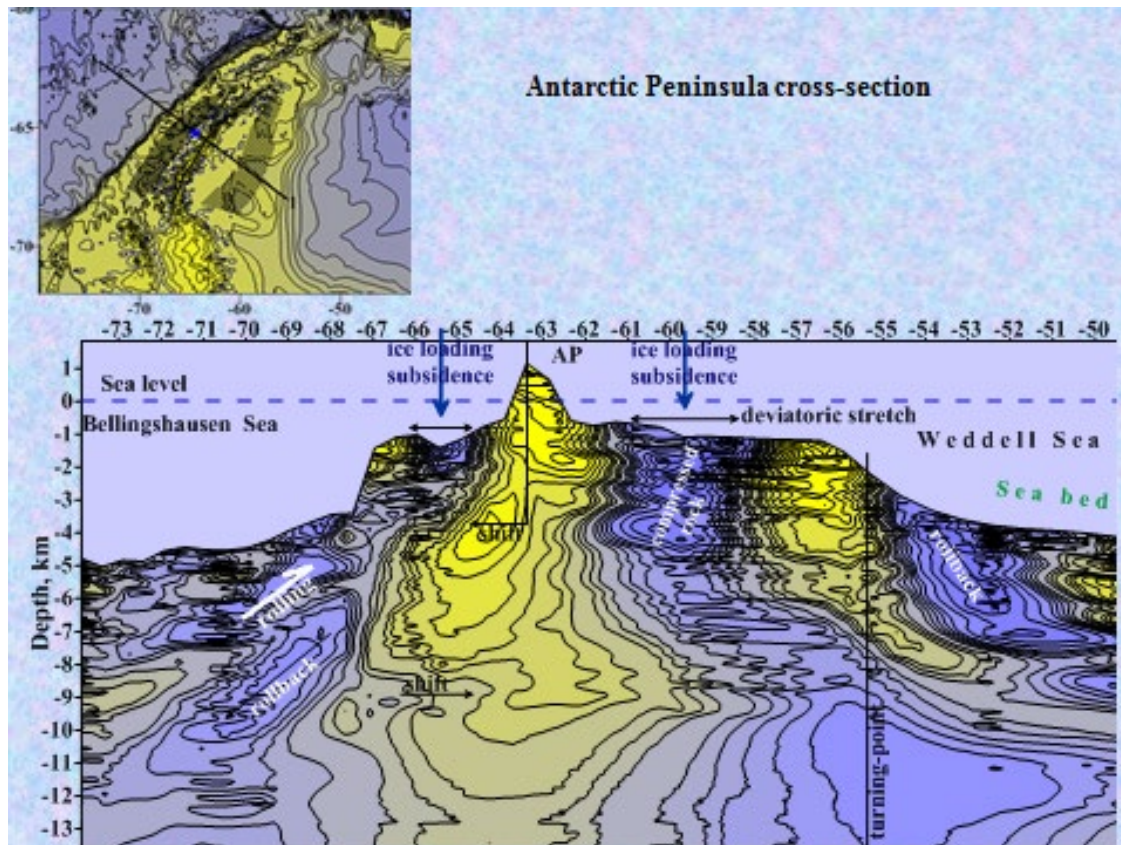 Antarctic Peninsula cross-section
-65
-70
-70 -60 -50
-73 -72 -71 -70 -69 -68 -67 -66 -65 -64 -63 -62 -61 -60 -59 -58 -57 -56 -55 -53 -52 -51 -50
ice loading
subsidence
AP
ice loading
subsidence
Sea level
Bellingshausen Sea
deviatoric stretch
Weddell Sea
Sea bed
compressed
rock
shift
rolling
rollback
rollback
shift
turning-point
Depth, km
1
0
-1
-2
-3
-4
-5
-6
-7
-8
-9
-10
-11
-12
-13